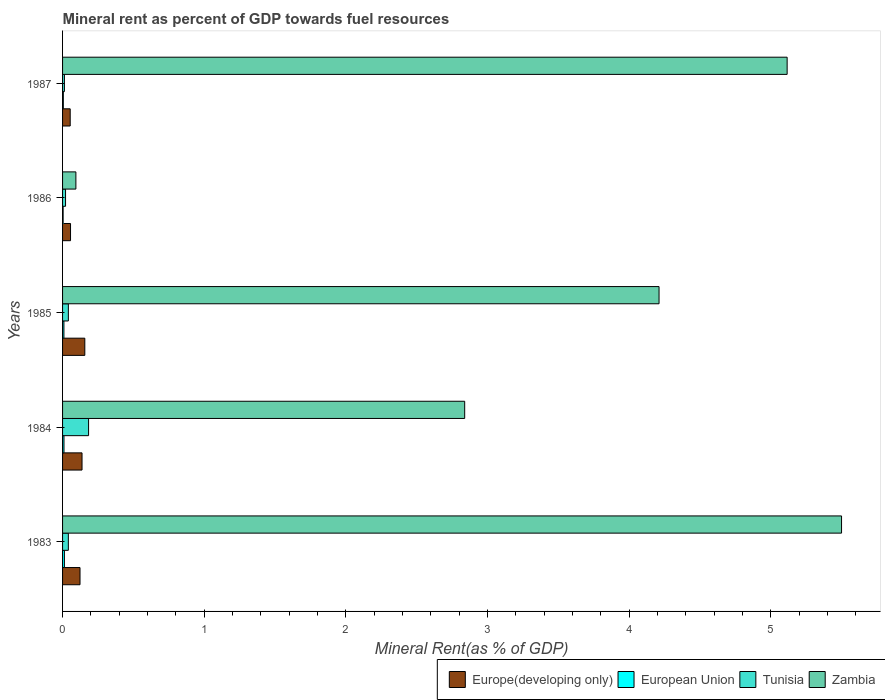 Mineral rent as percent of GDP towards fuel resources
1987
1986
1985
1984
1983
Years
0
1
2
3
4
5
Mineral Rent(as % of GDP)
Europe(developing only)
European Union
Tunisia
Zambia